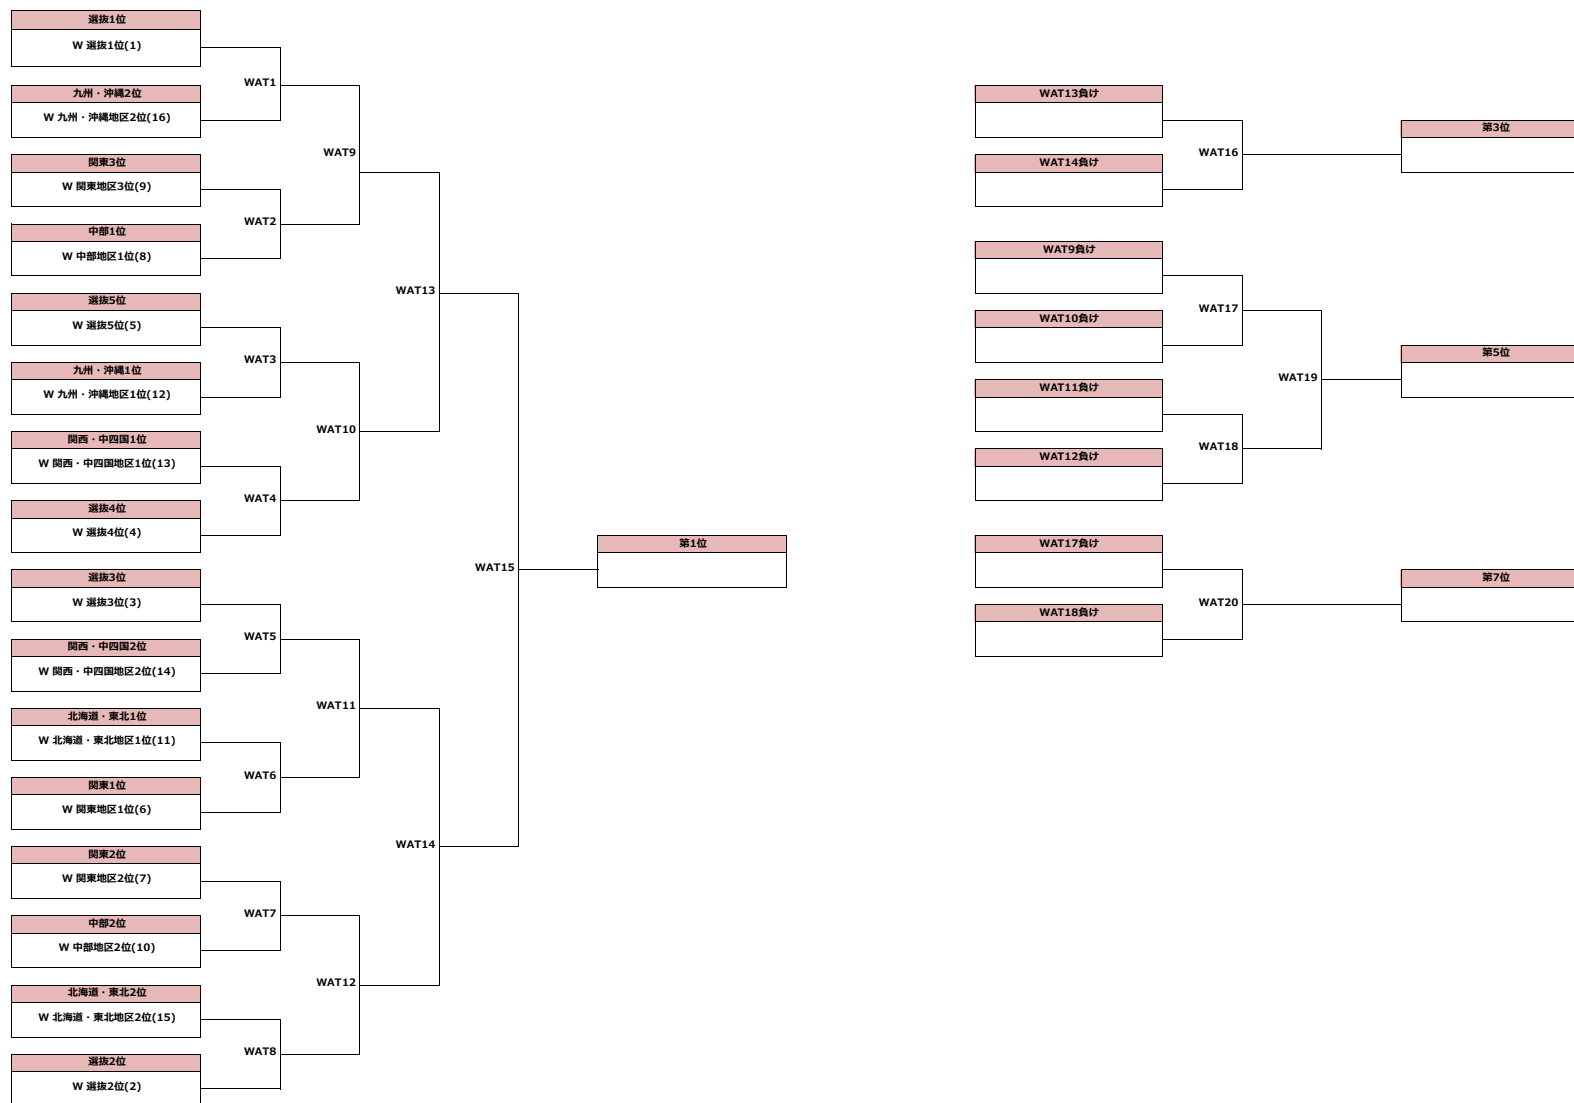 選抜1位
W 選抜1位(1)
WAT1
九州・沖縄2位
W 九州・沖縄地区2位(16)
WAT9
関東3位
W 関東地区3位(9)
WAT2
中部1位
W 中部地区1位(8)
WAT13
選抜5位
W 選抜5位(5)
WAT3
九州・沖縄1位
W 九州・沖縄地区1位(12)
WAT10
関西・中四国1位
W 関西・中四国地区1位(13)
WAT4
選抜4位
W 選抜4位(4)
WAT15
第1位
選抜3位
W 選抜3位(3)
WAT5
関西・中四国2位
W 関西・中四国地区2位(14)
WAT11
北海道・東北1位
W 北海道・東北地区1位(11)
WAT6
関東1位
W 関東地区1位(6)
WAT14
関東2位
W 関東地区2位(7)
WAT7
中部2位
W 中部地区2位(10)
WAT12
北海道・東北2位
W 北海道・東北地区2位(15)
WAT8
選抜2位
W 選抜2位(2)
WAT13負け
WAT16
第3位
WAT14負け
WAT9負け
WAT17
WAT10負け
WAT19
第5位
WAT11負け
WAT18
WAT12負け
WAT17負け
WAT20
第7位
WAT18負け